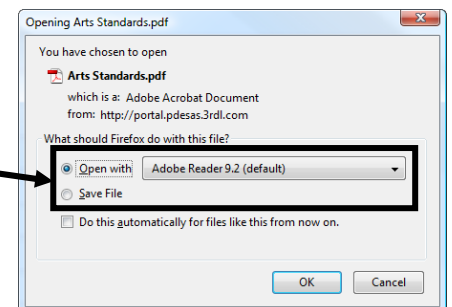 Opening Arts Standards.pdf
You have chosen to open
Arts Standards.pdf
which is a: Adobe Acrobat Document
from: http://portal.pdesas.3rdl.com
What should Firefox do with this file?
Open with Adobe Reader 9.2 (default)
Save File
Do this automatically for files like this from now on.
OK Cancel